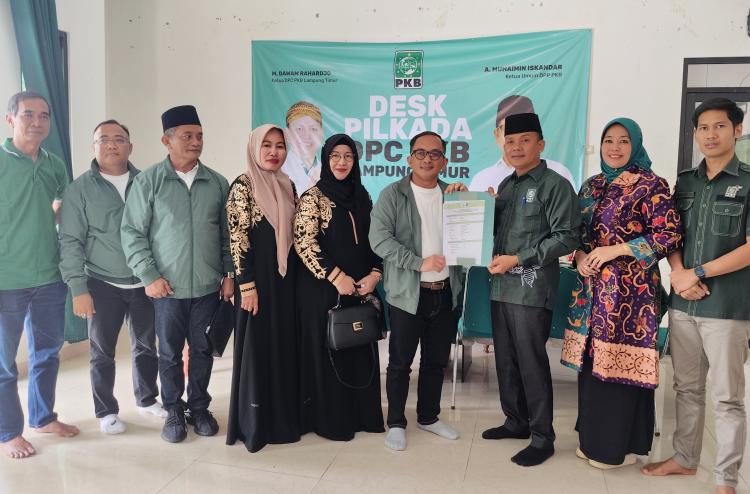 M. DAWAM RAHARDJO
Ketua DPC PKB Lampung Timur
PKB
A. MUHAIMIN ISKANDAR
Ketua Umum DPP PKB
DESK
PILKADA
DPC PKB
LAMPUNG TIMUR